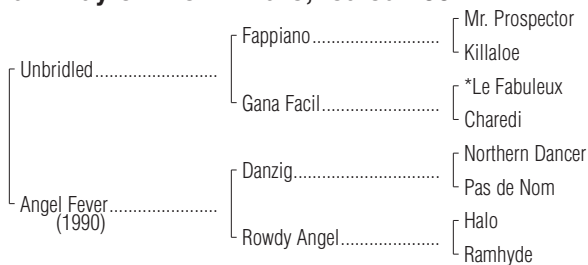 Mr. Prospector
Fappiano
Killaloe
Unbridled
*Le Fabuleux
Gana Facil
Charedi
Northern Dancer
Danzig
Pas de Nom
Angel Fever
(1990)
Halo
Rowdy Angel
Ramhyde